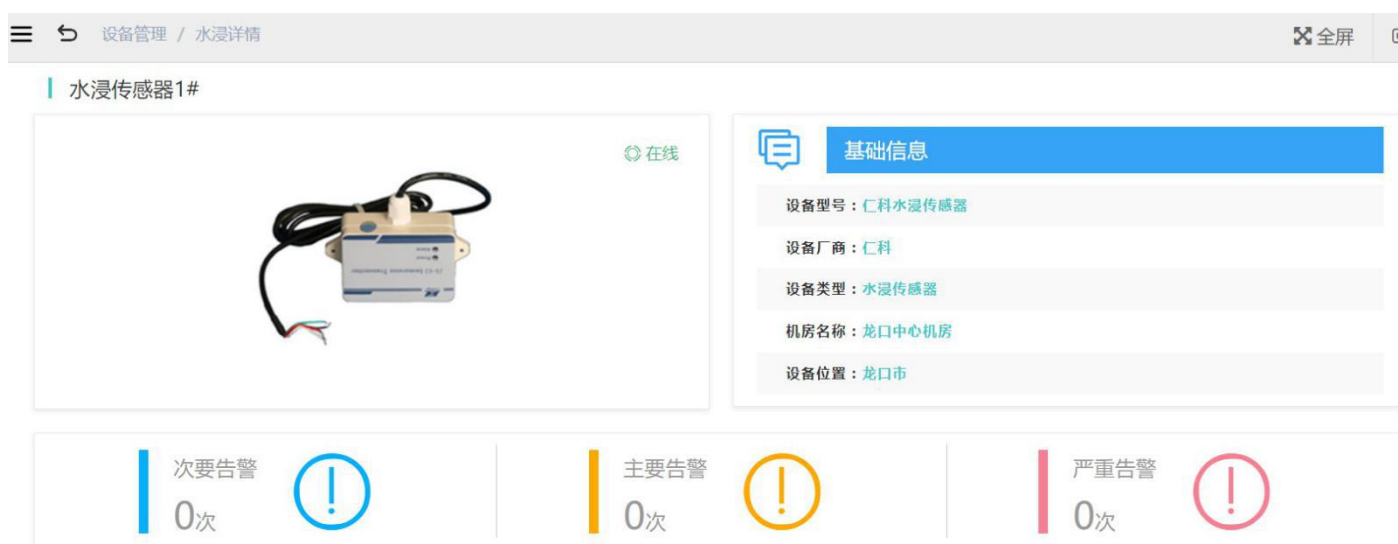 设备管理 / 水浸详情
全屏
水浸传感器1#
在线
基础信息
设备型号：仁科水浸传感器
设备厂商：仁科
设备类型：水浸传感器
机房名称：龙口中心机房
设备位置：龙口市
次要告警
0次
主要告警
0次
严重告警
0次